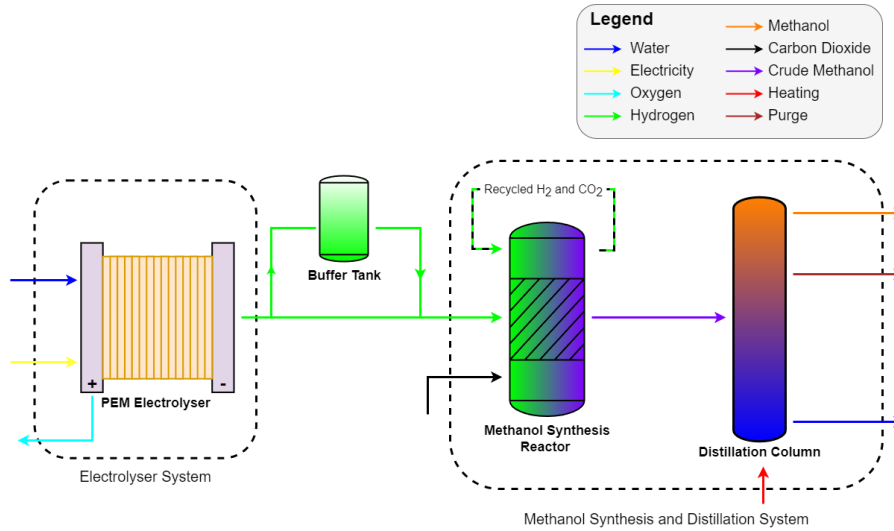 Legend
Water
Electricity
Oxygen
Hydrogen
Methanol
Carbon Dioxide
Crude Methanol
Heating
Purge
Recycled H2 and CO2
Buffer Tank
+
-
PEM Electrolyser
Electrolyser System
Methanol Synthesis
Reactor
Distillation Column
Methanol Synthesis and Distillation System